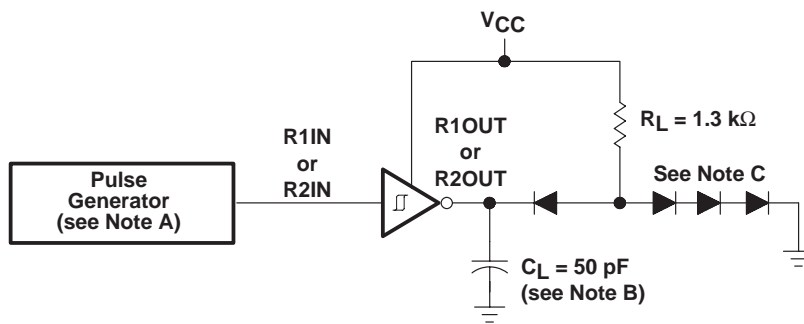 VCC
R1IN
or
R2IN
R1OUT
or
R2OUT
RL = 1.3 kΩ
See Note C
Pulse
Generator
(see Note A)
CL = 50 pF
(see Note B)